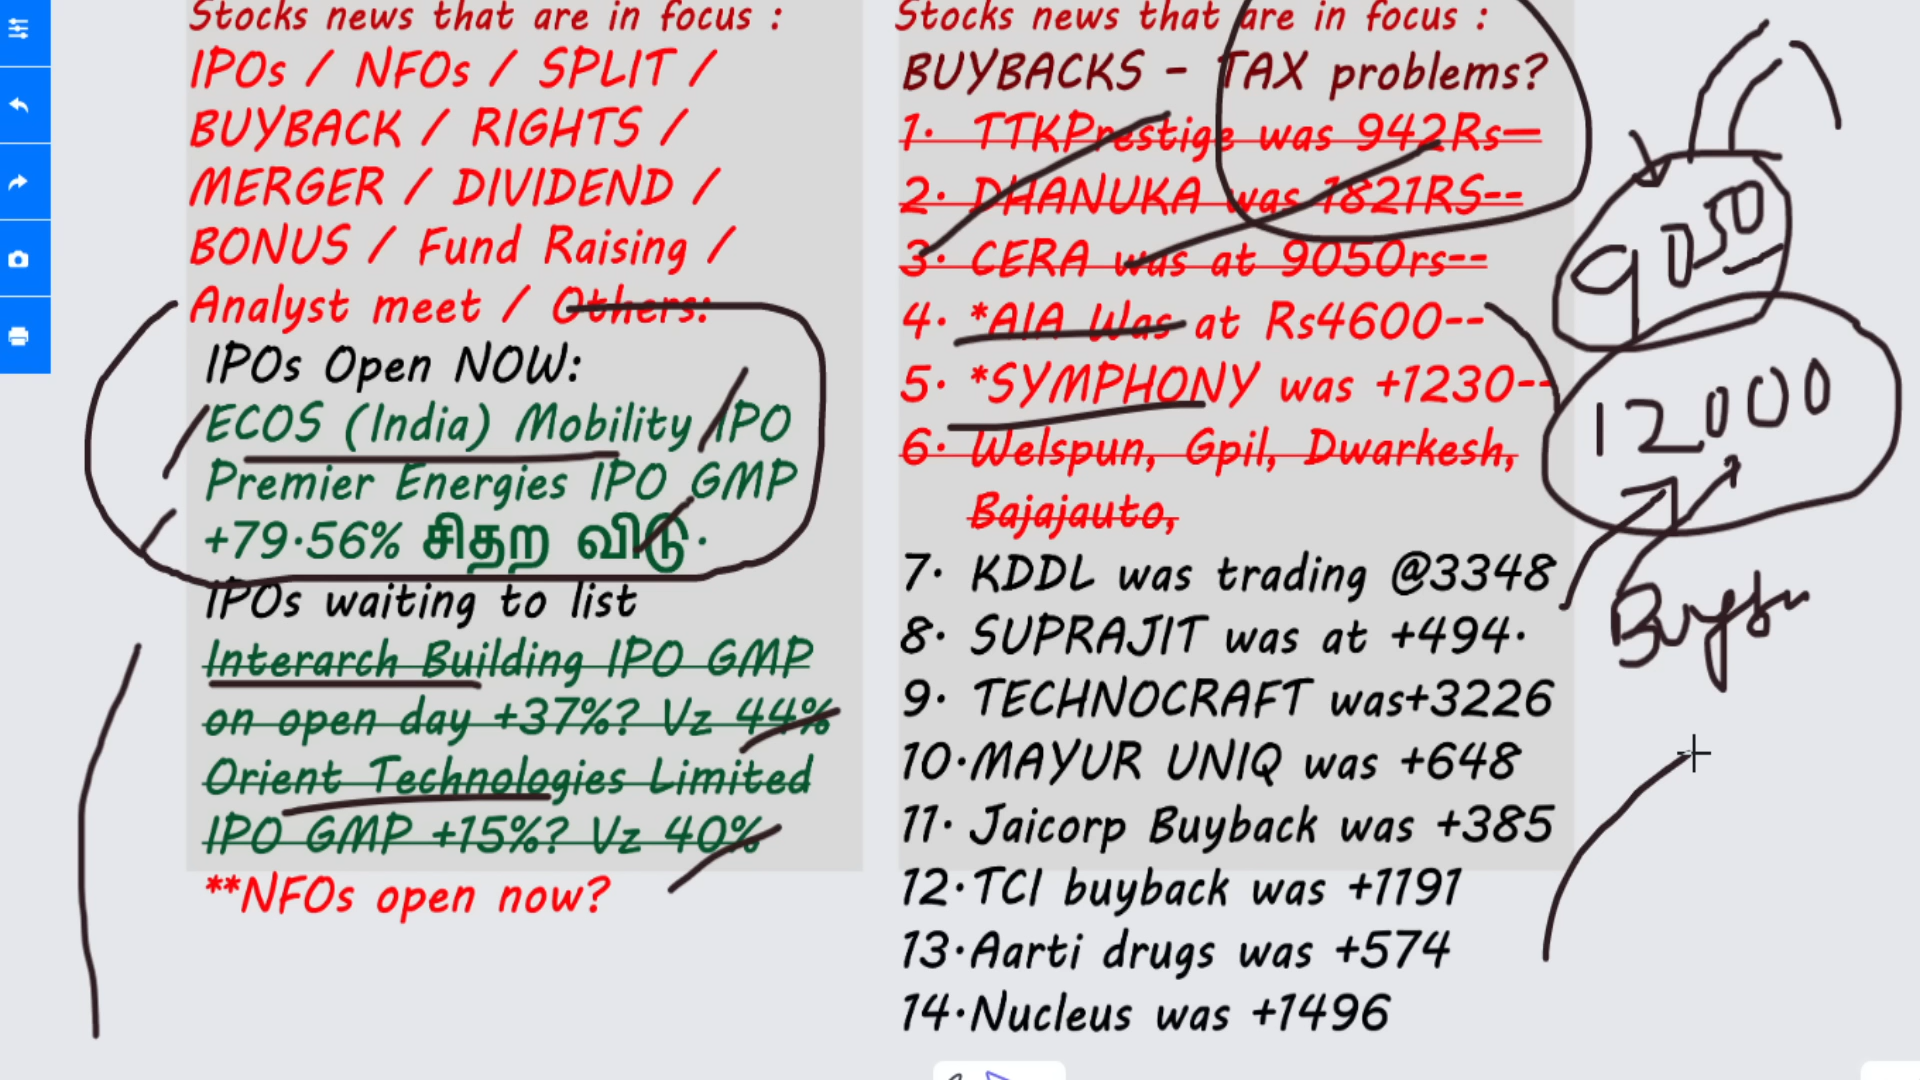 Stocks news that are in focus :
IPOs / NFOs / SPLIT /
BUYBACK / RIGHTS /
MERGER / DIVIDEND /
BONUS / Fund Raising /
Analyst meet / Others:
IPOs Open NOW:
ECOS (India) Mobility IPO
Premier Energies IPO GMP
+79.56% சிதற விடு.
IPOs waiting to list
Interarch Building IPO GMP
on open day +37%? Vz 44%
Orient Technologies Limited
IPO GMP +15%? Vz 40%
**NFOs open now?
Stocks news that are in focus :
BUYBACKS - TAX problems?
1. TTKPrestige was 942Rs—
2. DHANUKA was 1821RS--
3. CERA was at 9050rs--
4. *AIA Was at Rs4600--
5. *SYMPHONY was +1230--
6. Welspun, Gpil, Dwarkesh,
Bajajauto,
7. KDDL was trading @3348
8. SUPRAJIT was at +494.
9. TECHNOCRAFT was+3226
10.MAYUR UNIQ was +648
11. Jaicorp Buyback was +385
12.TCI buyback was +1191
13.Aarti drugs was +574
14.Nucleus was +1496
9050
12000